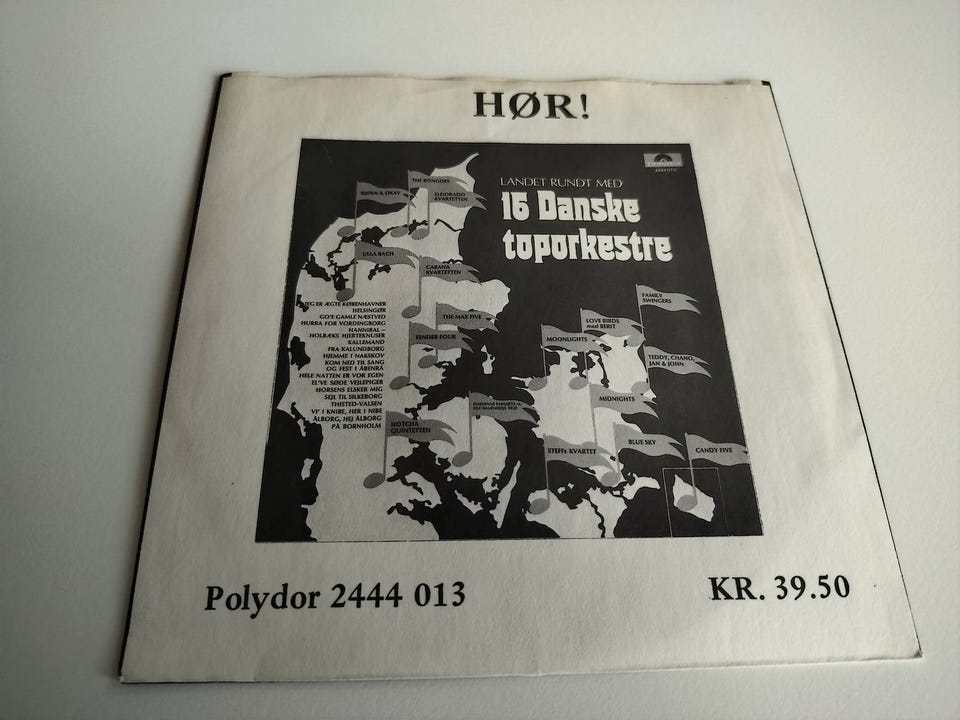 HØR!
LANDET RUNDT MED
16 Danske
toporkestre
THE BONGOES
BJØRN & OKAY
ELDORADO
KVARTETTEN
ULLA BACH
CABANA
KVARTETTEN
THE MAX FIVE
FENDER FOUR
HOTCHA
QUINTETTEN
FAMILY
SWINGERS
LOVE BIRDS
med BERIT
MOONLIGHTS
TEDDY, CHANG,
JAN & JOHN
MIDNIGHTS
STEFFs KVARTET
BLUE SKY
CANDY FIVE
JEG ER ÆGTE KØBENHAVNER
HELSINGØR
GO'E GAMLE NÆSTVED
HURRA FOR VORDINGBORG
HANNIBAL –
HOLBÆKS HJERTEKNUSER
KALLEMAND
FRA KALUNDBORG
HJEMME I NAKSKOV
KOM NED TIL SANG
OG FEST I ÅBENRÅ
HELE NATTEN ER VOR EGEN
EL'VE SØDE VEJLEPIGER
HORSENS ELSKER MIG
SEJL TIL SILKEBORG
THISTED-VALSEN
VI' I KNIBE, HER I NIBE
ÅLBORG, HEJ ÅLBORG
PÅ BORNHOLM
Polydor 2444 013
KR. 39.50